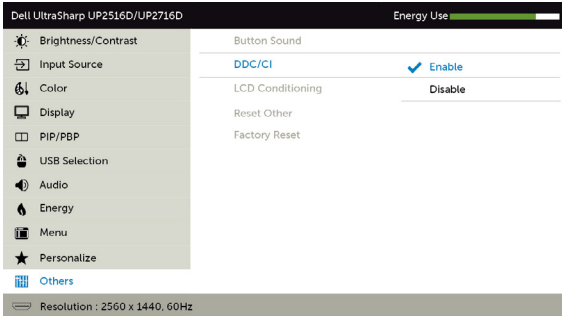 Dell UltraSharp UP2516D/UP2716D
Energy Use
Brightness/Contrast
Input Source
Color
Display
PIP/PBP
USB Selection
Audio
Energy
Menu
Personalize
Others
Button Sound
DDC/CI
LCD Conditioning
Reset Other
Factory Reset
Enable
Disable
Resolution : 2560 x 1440, 60Hz